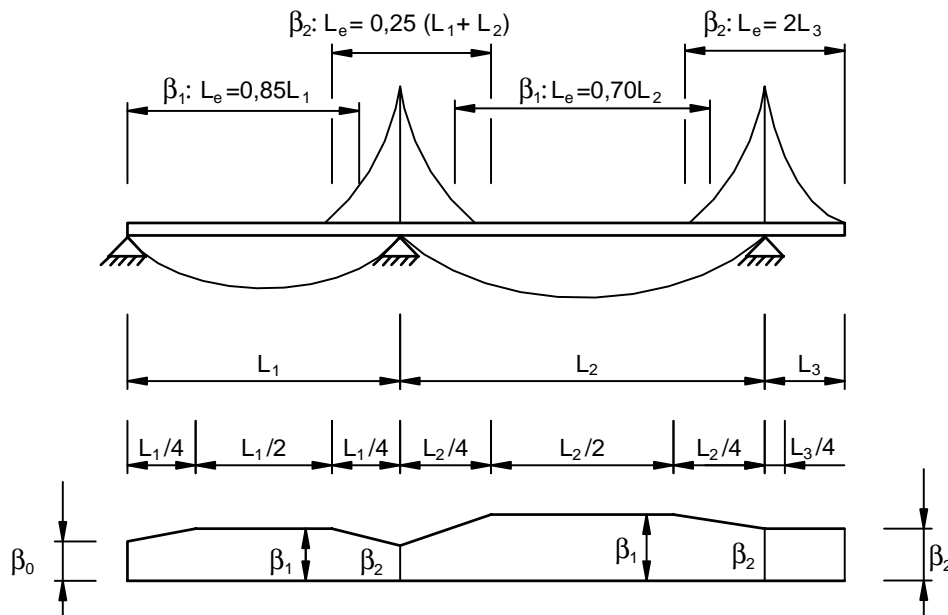 β₂: Lₑ= 0,25 (L₁+ L₂)
β₂: Lₑ= 2L₃
β₁: Lₑ=0,85L₁
β₁: Lₑ=0,70L₂
L₁
L₂
L₃
L₁/4
L₁/2
L₁/4
L₂/4
L₂/2
L₂/4
L₃/4
β₀
β₁
β₂
β₁
β₂
β₂